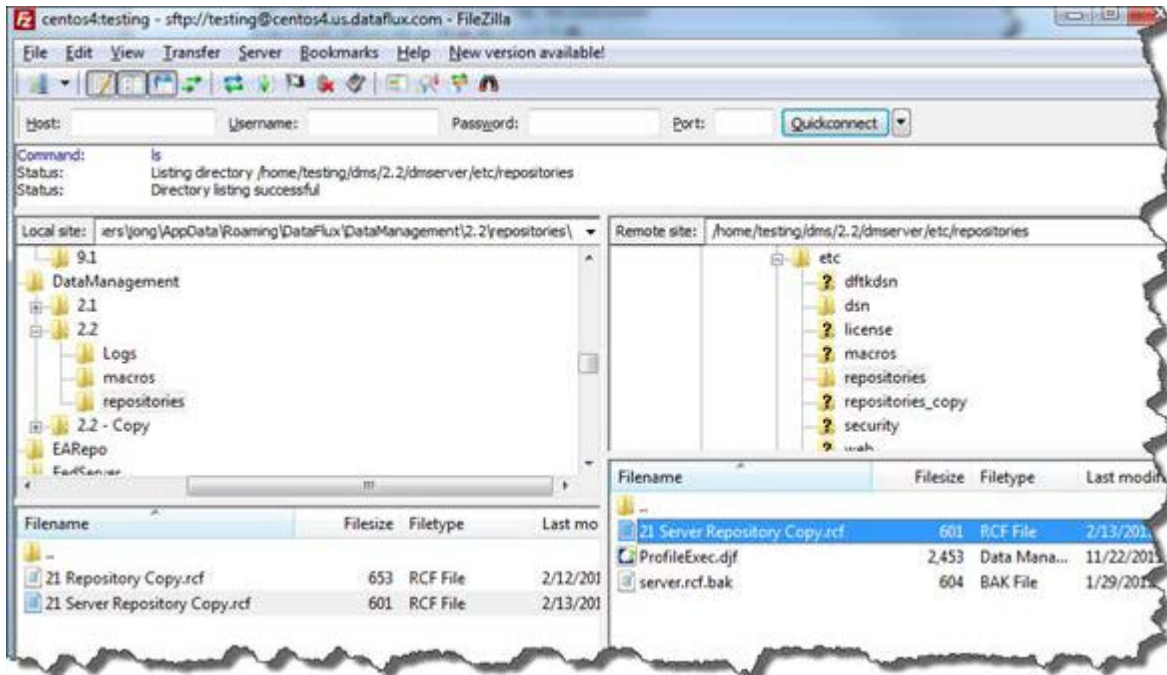 centos4:testing - sftp://testing@centos4.us.dataflux.com - FileZilla
File Edit View Transfer Server Bookmarks Help New version available!
Host: Username: Password: Port: Quickconnect
Command: ls
Status: Listing directory /home/testing/dms/2.2/dmserver/etc/repositories
Status: Directory listing successful
Local site: ers\jong\AppData\Roaming\DataFlux\DataManagement\2.2\repositories\
9.1
DataManagement
2.1
2.2
Logs
macros
repositories
2.2 - Copy
EARepo
FedServer
Filename Filesize Filetype Last mo
..
21 Repository Copy.rcf 653 RCF File 2/12/201
21 Server Repository Copy.rcf 601 RCF File 2/13/201
Remote site: /home/testing/dms/2.2/dmserver/etc/repositories
etc
dftkdsn
dsn
license
macros
repositories
repositories_copy
security
web
Filename Filesize Filetype Last modifi
..
21 Server Repository Copy.rcf 601 RCF File 2/13/201
ProfileExec.djf 2,453 Data Mana... 11/22/201
server.rcf.bak 604 BAK File 1/29/201